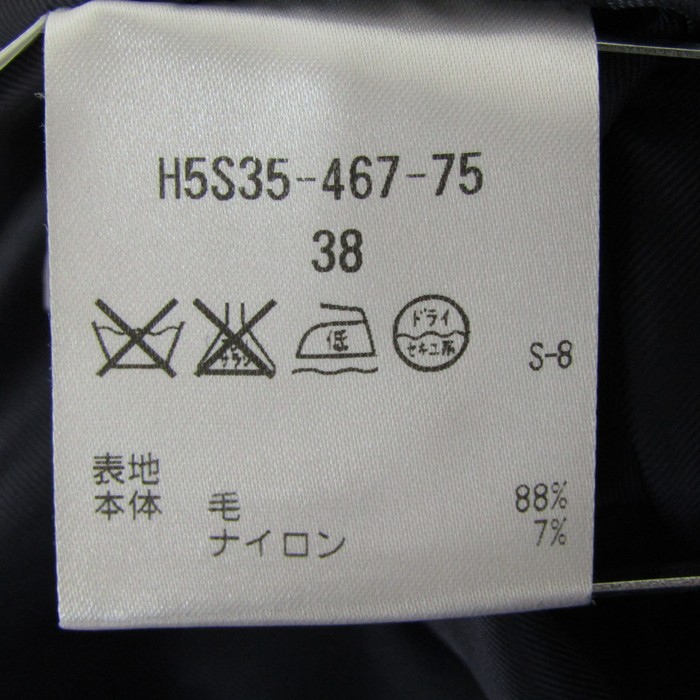 H5S35-467-75
38
低
ドライ
セキユ系
S-8
表地
本体 毛 88%
ナイロン 7%